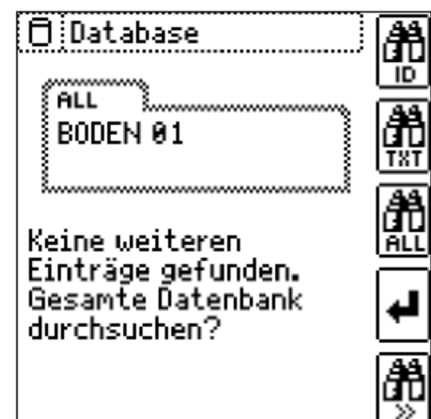 Database
ID
ALL
BODEN 01
TXT
ALL
Keine weiteren
Einträge gefunden.
Gesamte Datenbank
durchsuchen?
>>